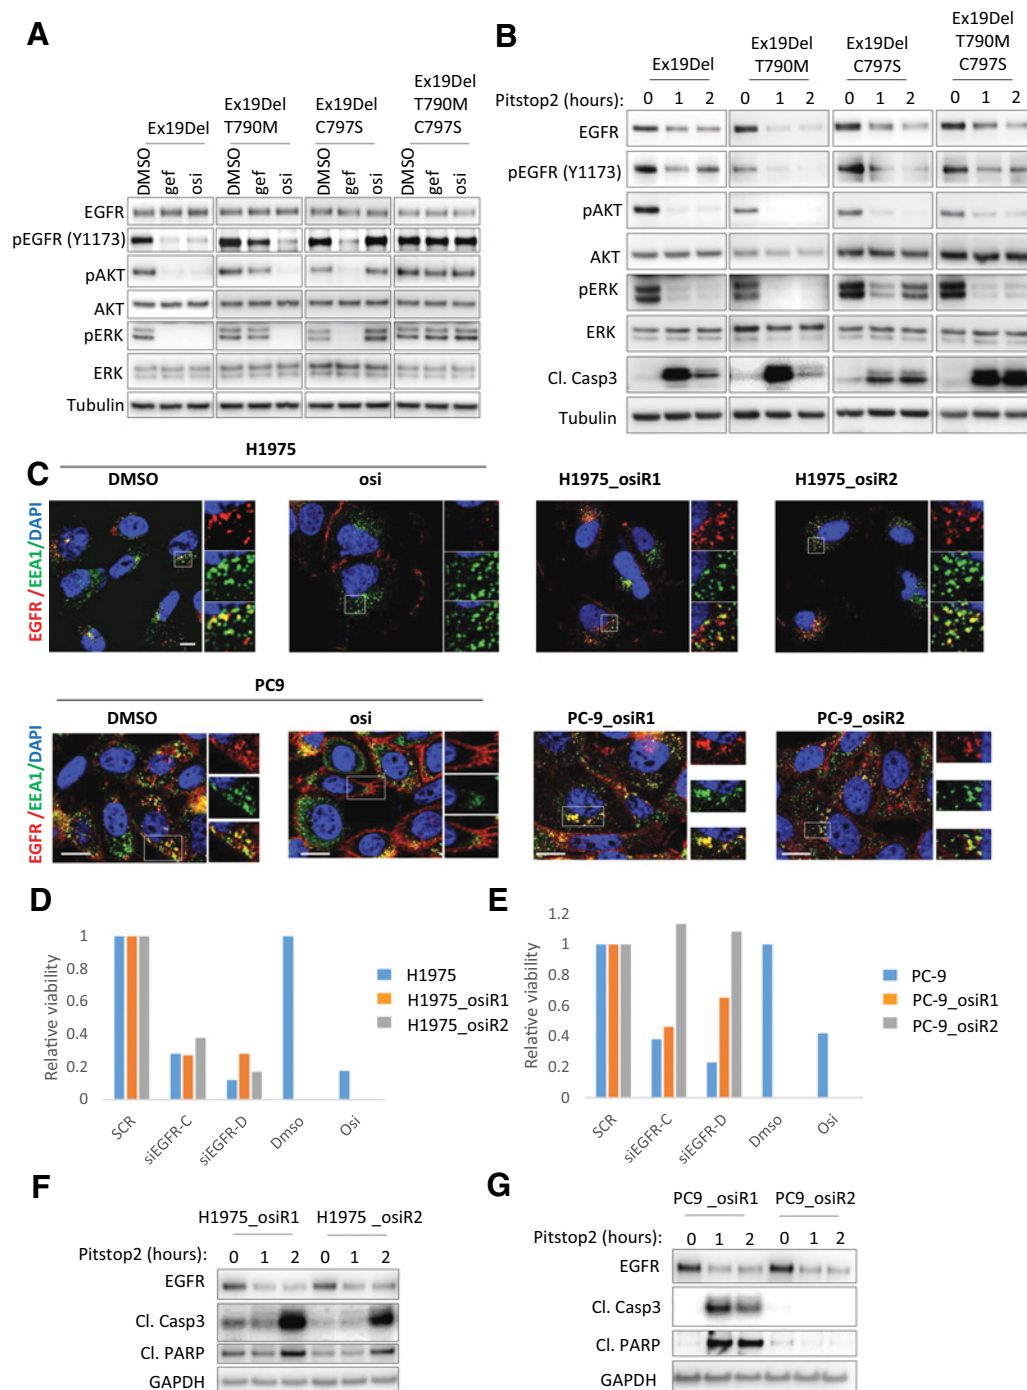 A
Ex19Del
Ex19Del
T790M
Ex19Del
C797S
Ex19Del
T790M
C797S
DMSO gef osi DMSO gef osi DMSO gef osi DMSO gef osi
EGFR
pEGFR (Y1173)
pAKT
AKT
pERK
ERK
Tubulin
B
Ex19Del
Ex19Del
T790M
Ex19Del
C797S
Ex19Del
T790M
C797S
Pitstop2 (hours): 0 1 2 0 1 2 0 1 2 0 1 2
EGFR
pEGFR (Y1173)
pAKT
AKT
pERK
ERK
Cl. Casp3
Tubulin
C
H1975
DMSO osi H1975_osiR1 H1975_osiR2
EGFR /EEA1/DAPI
PC9
DMSO osi PC-9_osiR1 PC-9_osiR2
EGFR /EEA1/DAPI
D
Relative viability
1
0.8
0.6
0.4
0.2
0
SCR siEGFR-C siEGFR-D Dmso Osi
H1975
H1975_osiR1
H1975_osiR2
E
Relative viability
1.2
1
0.8
0.6
0.4
0.2
0
SCR siEGFR-C siEGFR-D Dmso Osi
PC-9
PC-9_osiR1
PC-9_osiR2
F
H1975_osiR1 H1975 _osiR2
Pitstop2 (hours): 0 1 2 0 1 2
EGFR
Cl. Casp3
Cl. PARP
GAPDH
G
PC9 _osiR1 PC9_osiR2
Pitstop2 (hours): 0 1 2 0 1 2
EGFR
Cl. Casp3
Cl. PARP
GAPDH